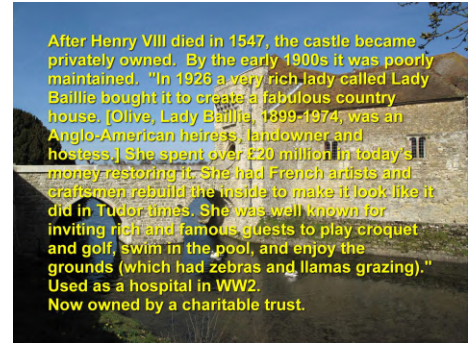 After Henry VIII died in 1547, the castle became
privately owned.  By the early 1900s it was poorly
maintained.  "In 1926 a very rich lady called Lady
Baillie bought it to create a fabulous country
house. [Olive, Lady Baillie, 1899-1974, was an
Anglo-American heiress, landowner and
hostess.] She spent over £20 million in today's
money restoring it. She had French artists and
craftsmen rebuild the inside to make it look like it
did in Tudor times. She was well known for
inviting rich and famous guests to play croquet
and golf, swim in the pool, and enjoy the
grounds (which had zebras and llamas grazing)."
Used as a hospital in WW2.
Now owned by a charitable trust.